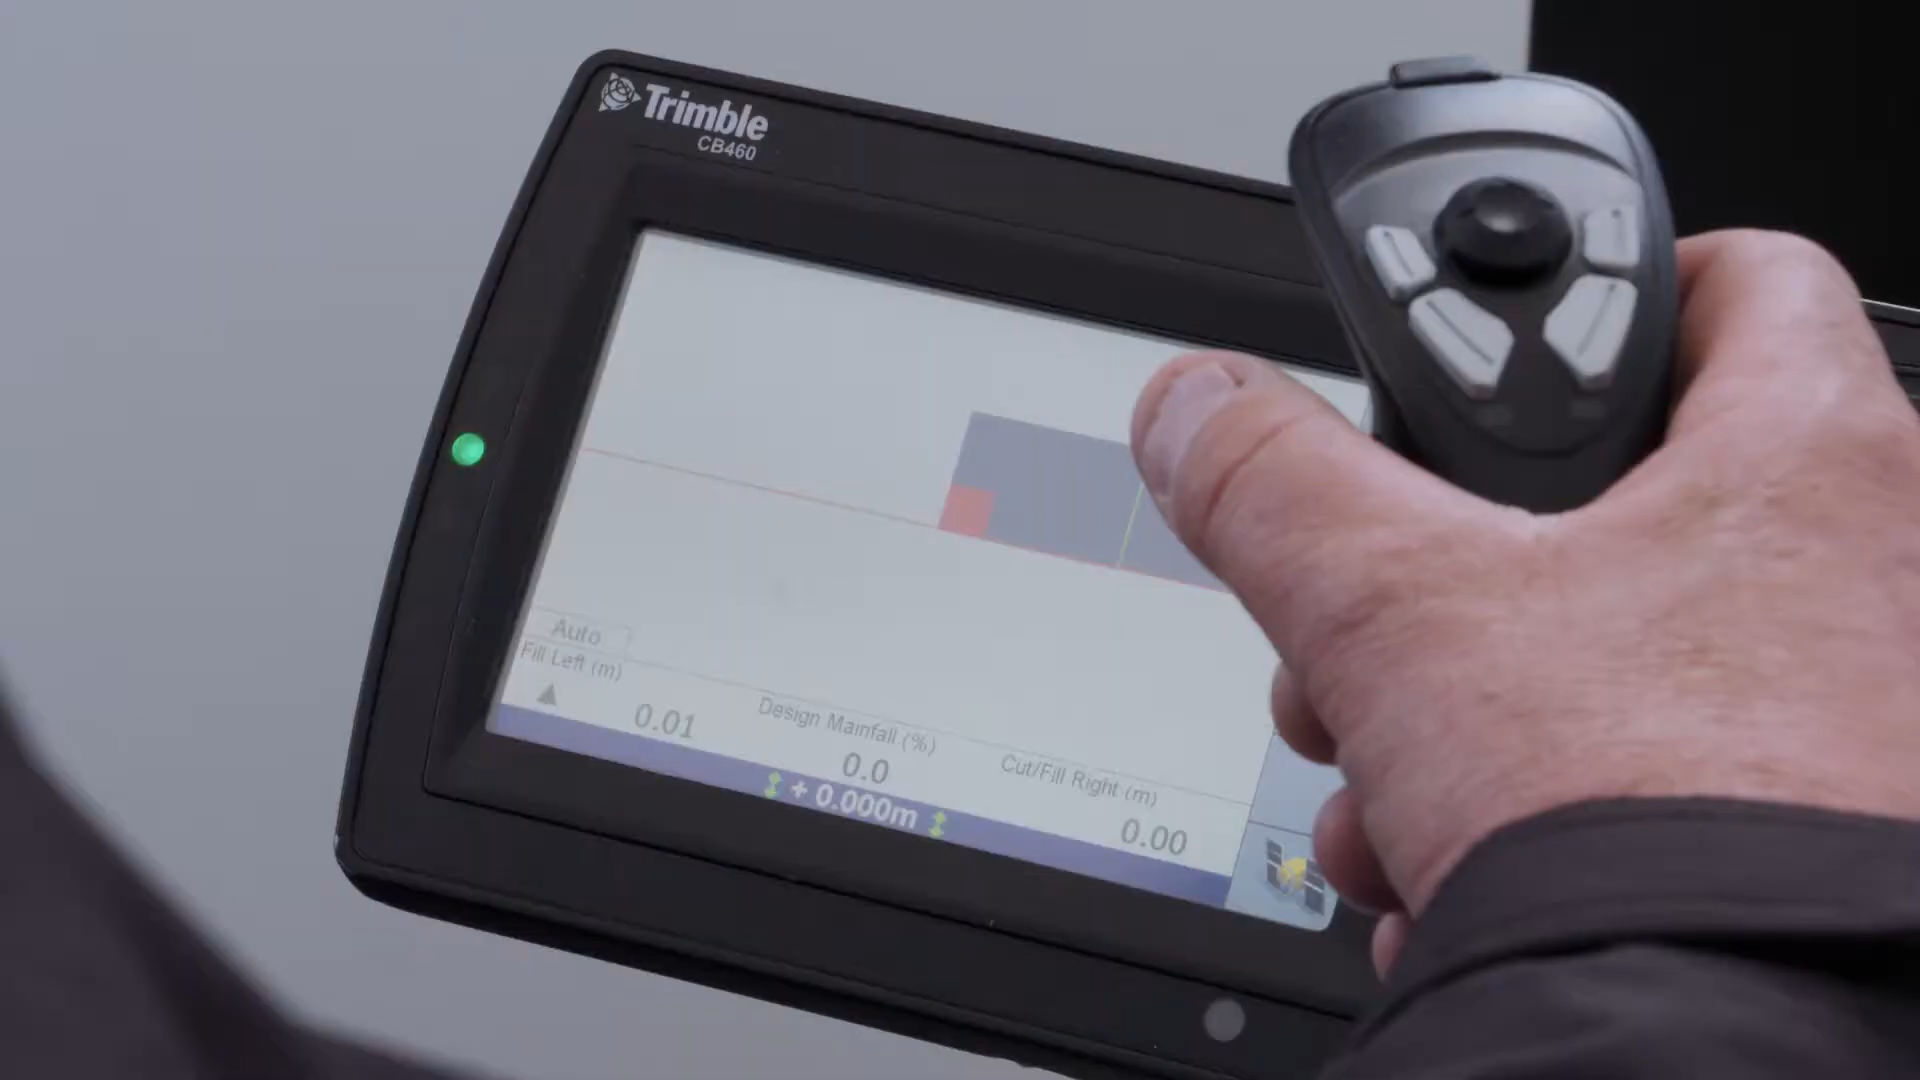 Trimble
CB460
Auto
Fill Left (m)
0.01
Design Mainfall (%)
0.0
Cut/Fill Right (m)
0.00
+ 0.000m